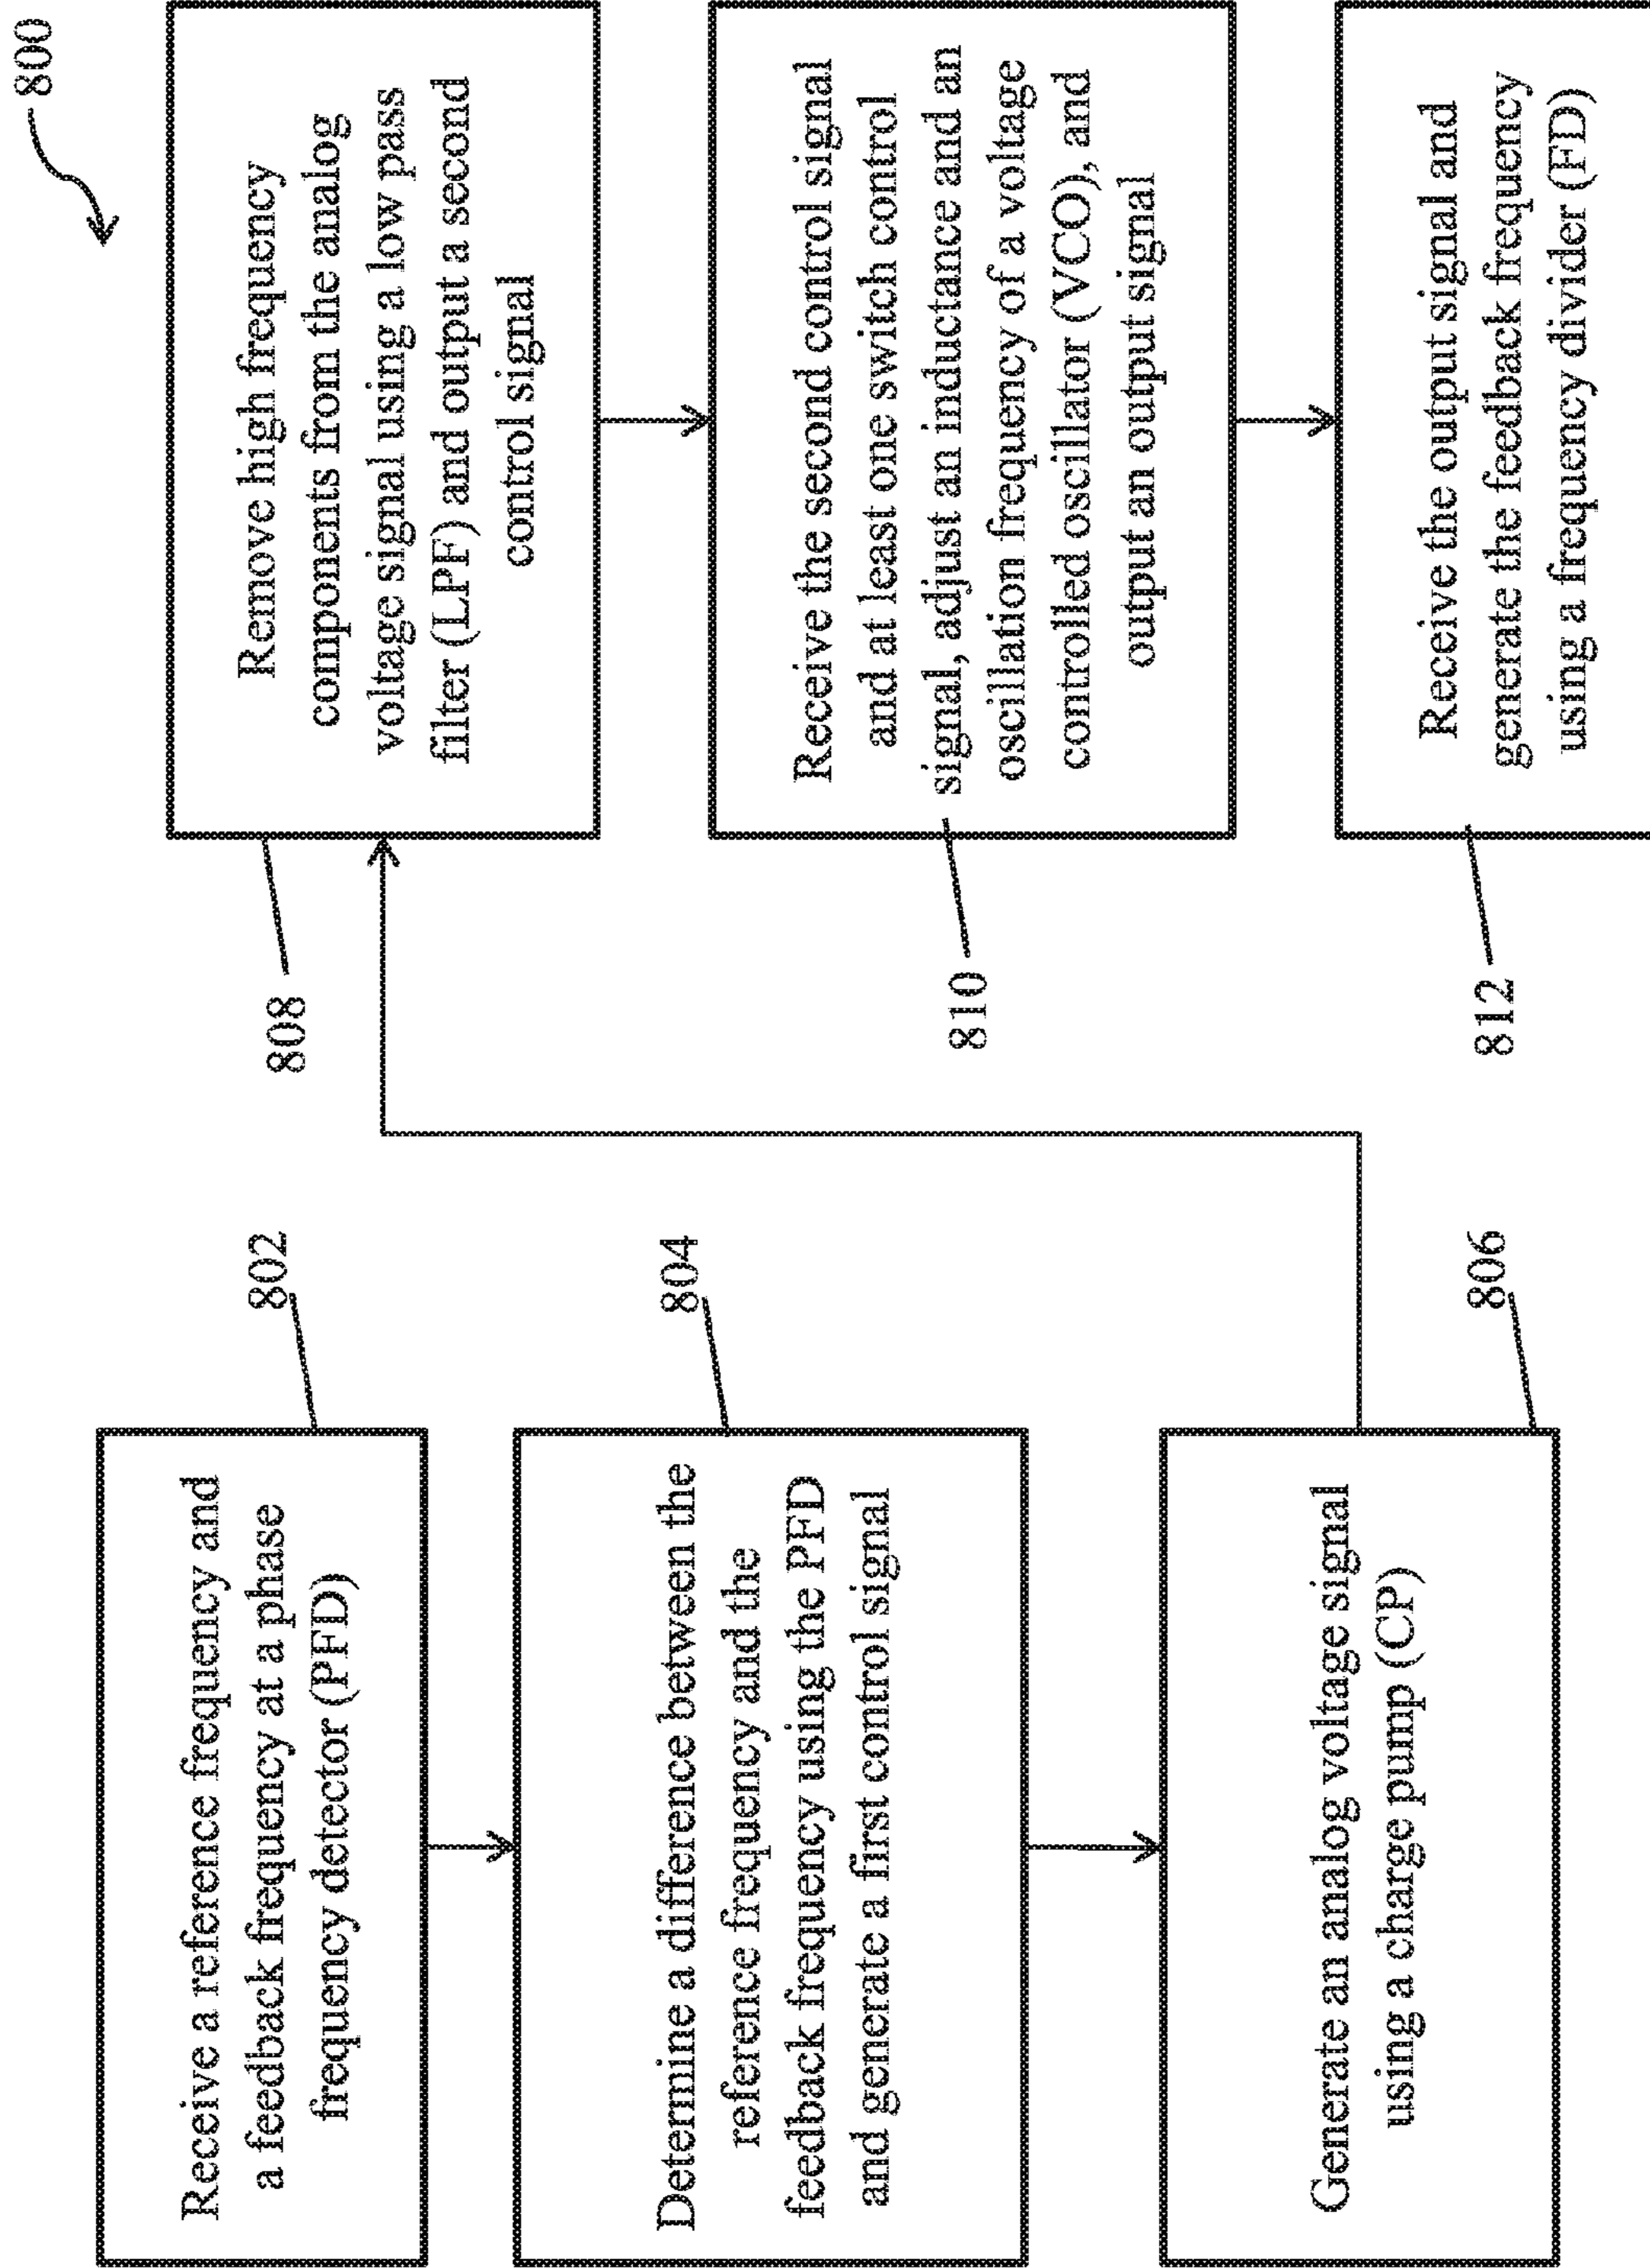 800
Receive a reference frequency and
a feedback frequency at a phase
frequency detector (PFD)
802
Determine a difference between the
reference frequency and the
feedback frequency using the PFD
and generate a first control signal
804
Generate an analog voltage signal
using a charge pump (CP)
806
Remove high frequency
components from the analog
voltage signal using a low pass
filter (LPF) and output a second
control signal
808
Receive the second control signal
and at least one switch control
signal, adjust an inductance and an
oscillation frequency of a voltage
controlled oscillator (VCO), and
output an output signal
810
Receive the output signal and
generate the feedback frequency
using a frequency divider (FD)
812